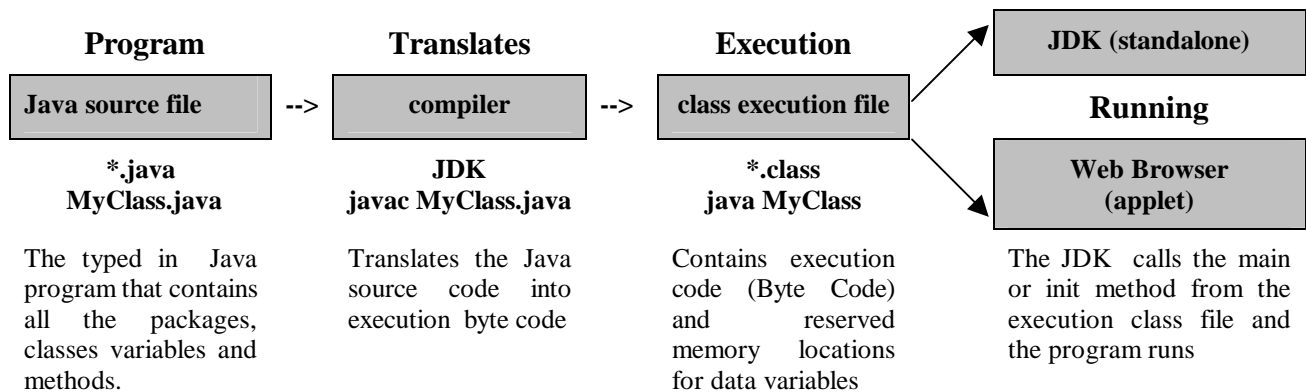 Program
Java source file
*.java
MyClass.java
The typed in Java
program that contains
all the packages,
classes variables and
methods.
-->
Translates
compiler
JDK
javac MyClass.java
Translates the Java
source code into
execution byte code
-->
Execution
class execution file
*.class
java MyClass
Contains execution
code (Byte Code)
and reserved
memory locations
for data variables
JDK (standalone)
Running
Web Browser
(applet)
The JDK calls the main
or init method from the
execution class file and
the program runs